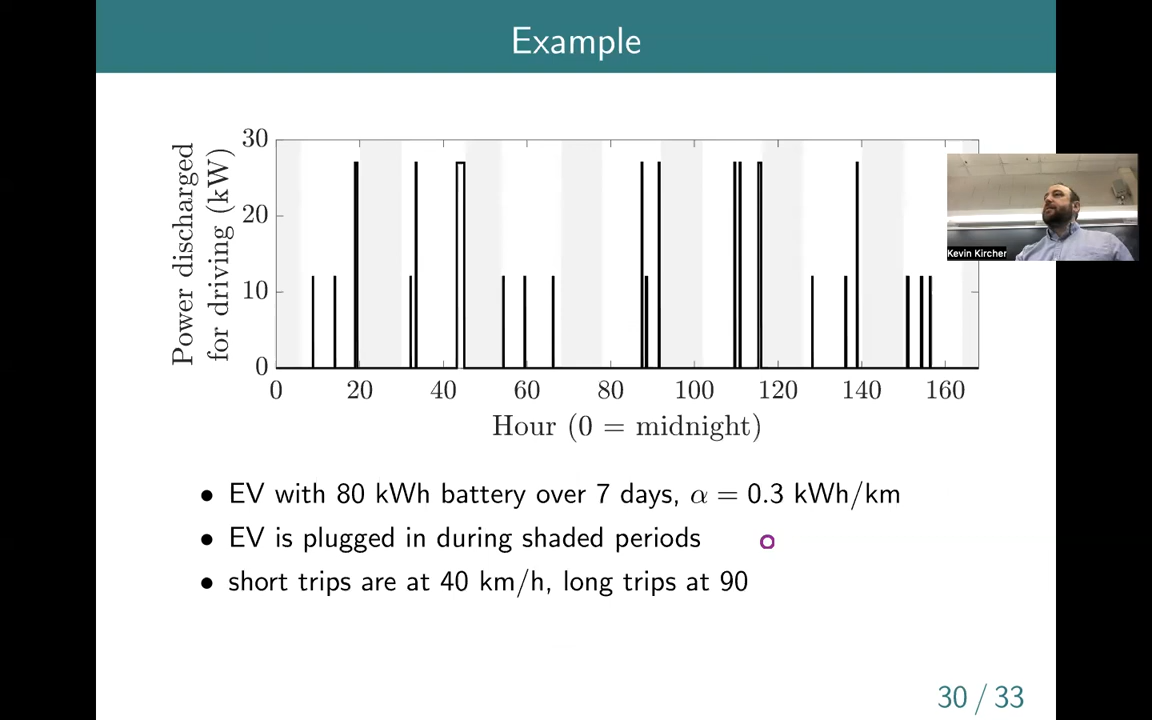 Example
Power discharged
for driving (kW)
30
20
10
0
0 20 40 60 80 100 120 140 160
Hour (0 = midnight)
Kevin Kircher
• EV with 80 kWh battery over 7 days, α = 0.3 kWh/km
• EV is plugged in during shaded periods
• short trips are at 40 km/h, long trips at 90
30 / 33